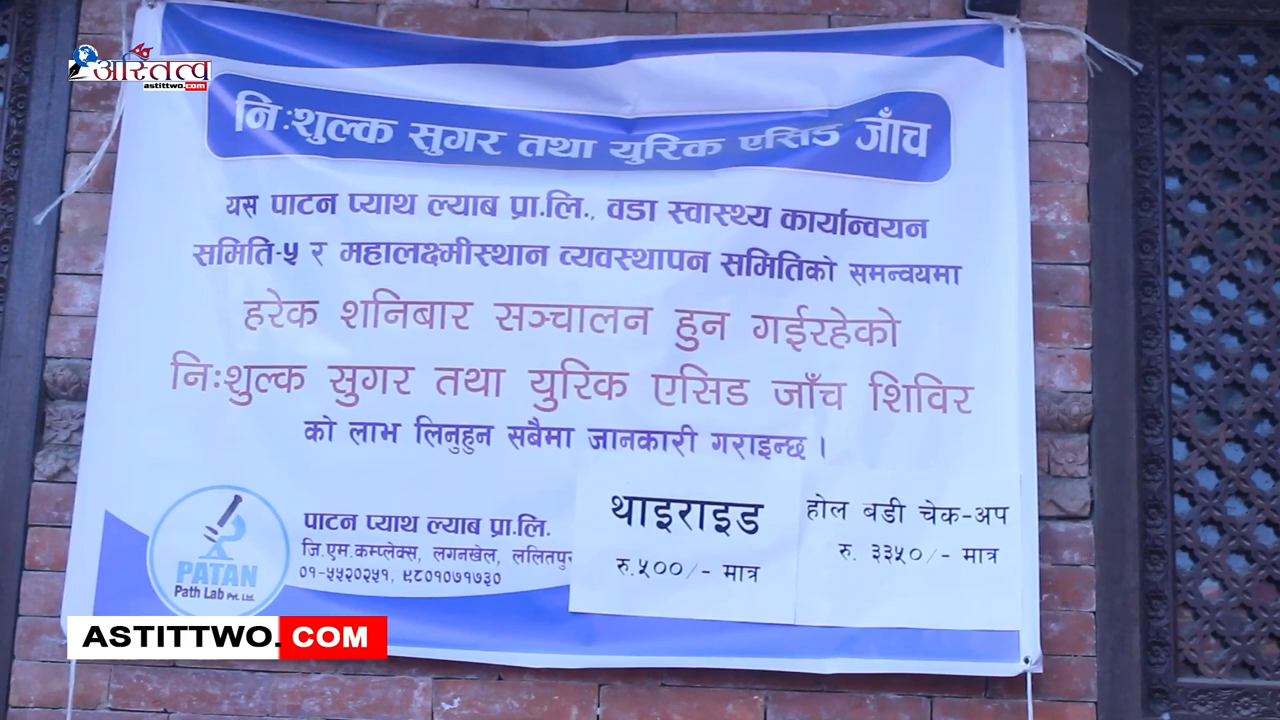 अस्तित्व
astittwo.com
निःशुल्क सुगर तथा युरिक एसिड जाँच
यस पाटन प्याथ ल्याब प्रा.लि., वडा स्वास्थ्य कार्यान्वयन
समिति-५ र महालक्ष्मीस्थान व्यवस्थापन समितिको समन्वयमा
हरेक शनिबार सञ्चालन हुन गईरहेको
निःशुल्क सुगर तथा युरिक एसिड जाँच शिविर
को लाभ लिनुहुन सबैमा जानकारी गराइन्छ ।
PATAN
Path Lab Pvt. Ltd.
पाटन प्याथ ल्याब प्रा.लि.
जि.एम.कम्प्लेक्स, लगनखेल, ललितपुर
०१-५५२०२५१, ९८०१०७१७३०
थाइराइड
रु.५००/- मात्र
होल बडी चेक-अप
रु. ३३५०/- मात्र
ASTITTWO.COM